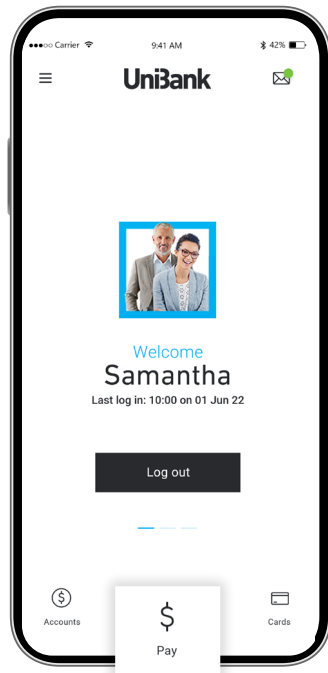 ●●●○○ Carrier 9:41 AM 42%
UniBank
Welcome
Samantha
Last log in: 10:00 on 01 Jun 22
Log out
$ $
Accounts Pay Cards